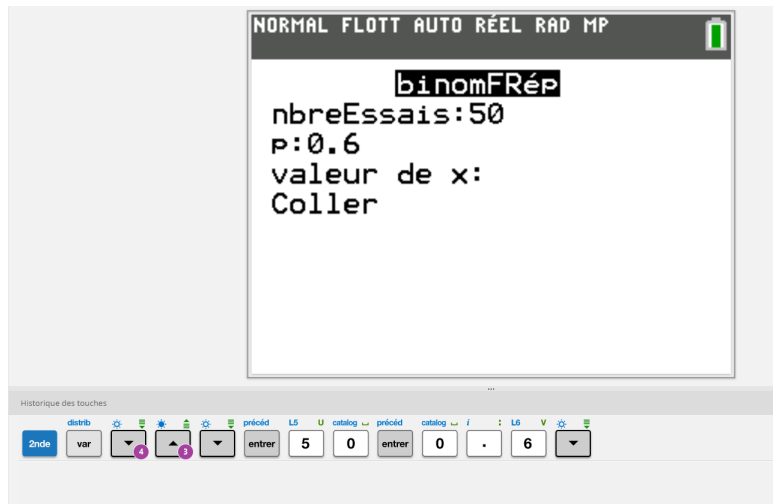 NORMAL FLOTT AUTO RÉEL RAD MP
binomFRép
nbreEssais:50
p:0.6
valeur de x:
Coller
...
Historique des touches
distrib précéd L5 U catalog précéd catalog i : L6 V
2nde var 4 3 entrer 5 0 entrer 0 . 6